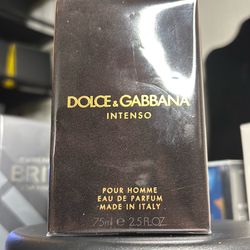 DOLCE & GABBANA
INTENSO
POUR HOMME
EAU DE PARFUM
MADE IN ITALY
75ml e 2.5 FL.OZ.